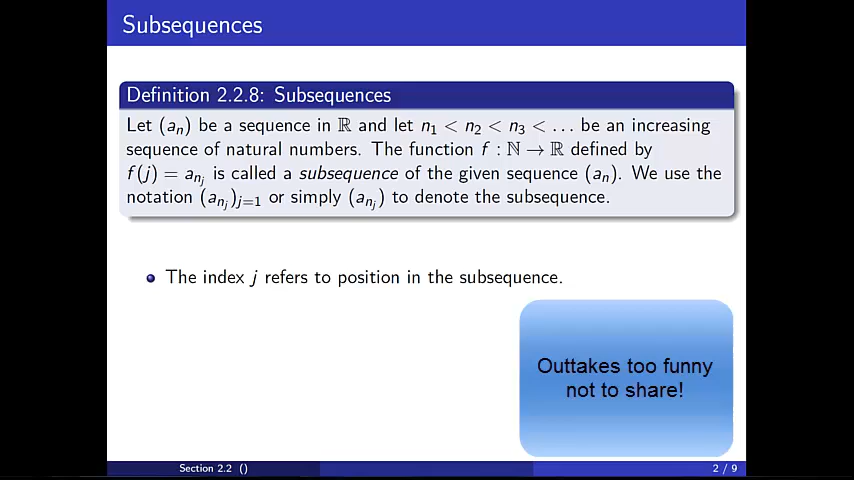 Subsequences
Definition 2.2.8: Subsequences
Let (aₙ) be a sequence in ℝ and let n₁ < n₂ < n₃ < … be an increasing
sequence of natural numbers. The function f : ℕ → ℝ defined by
f(j) = a_{n_j} is called a subsequence of the given sequence (aₙ). We use the
notation (a_{n_j})_{j=1} or simply (a_{n_j}) to denote the subsequence.
The index j refers to position in the subsequence.
Outtakes too funny
not to share!
Section 2.2 ()
2 / 9